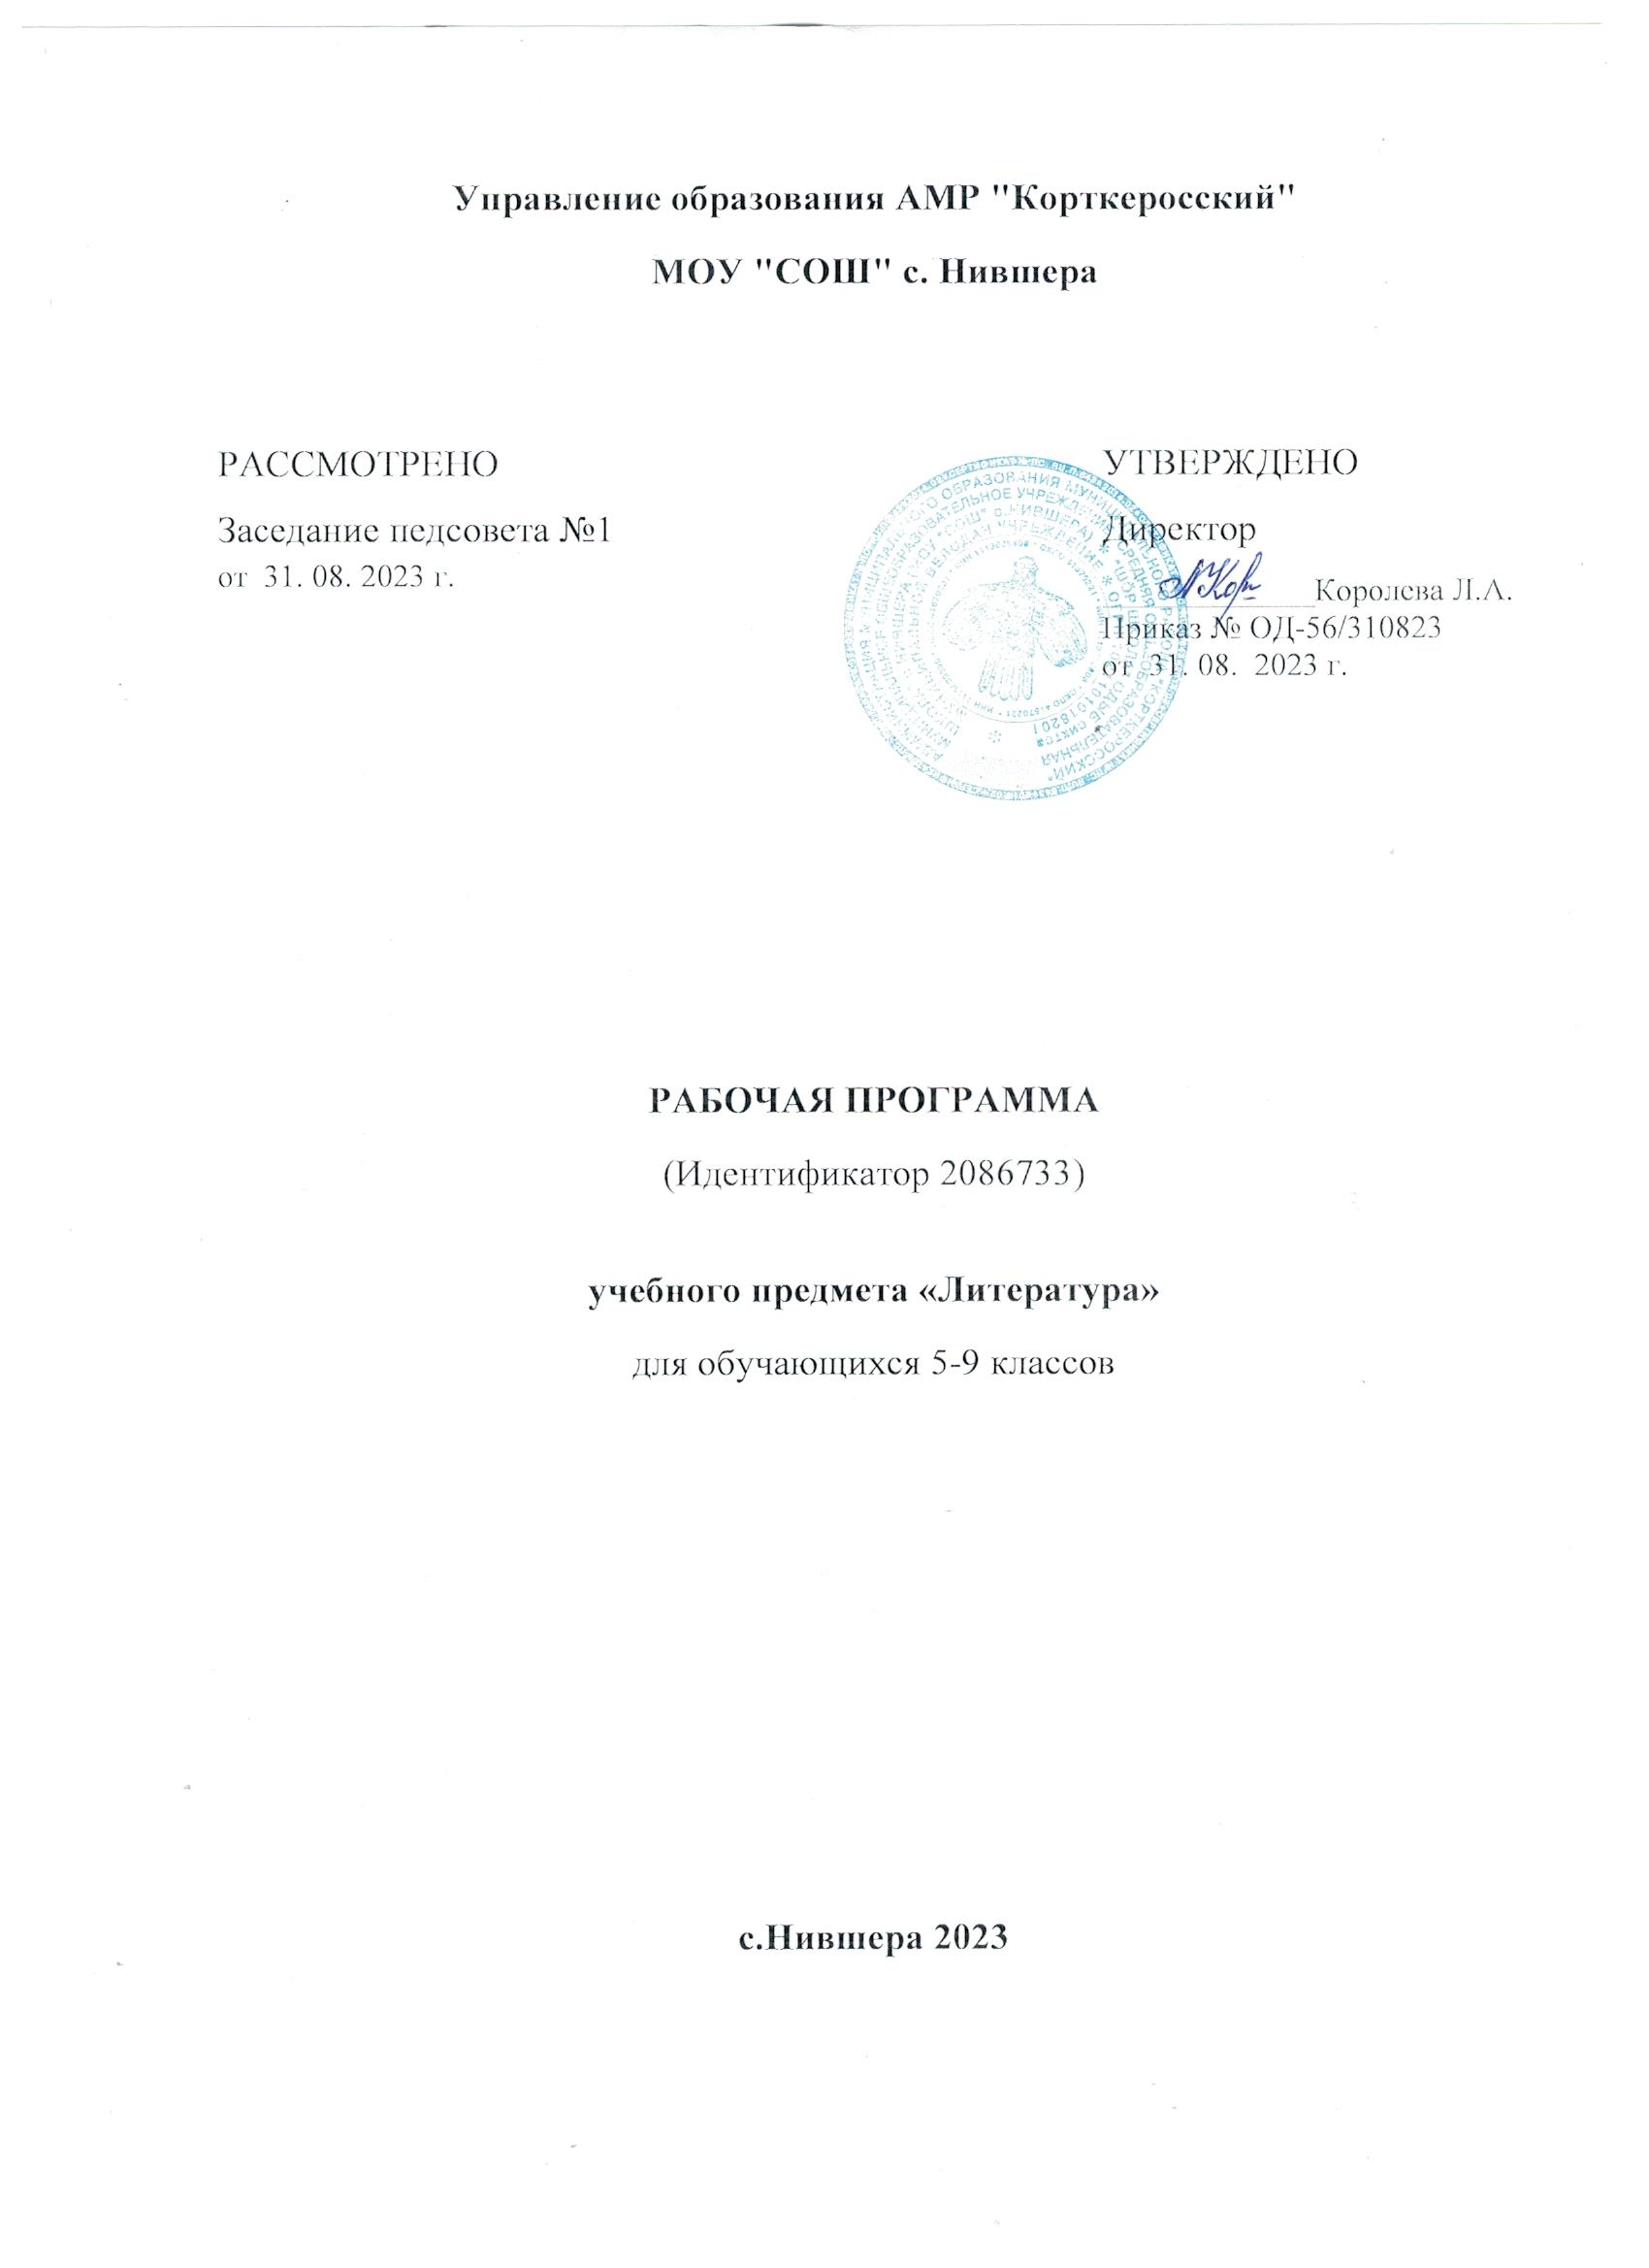 Управление образования АМР "Корткеросский"
МОУ "СОШ" с. Нившера
РАССМОТРЕНО
Заседание педсовета №1
от 31. 08. 2023 г.
УТВЕРЖДЕНО
Директор
Королева Л.А.
Приказ № ОД-56/310823
от 31. 08. 2023 г.
РАБОЧАЯ ПРОГРАММА
(Идентификатор 2086733)
учебного предмета «Литература»
для обучающихся 5-9 классов
с.Нившера 2023